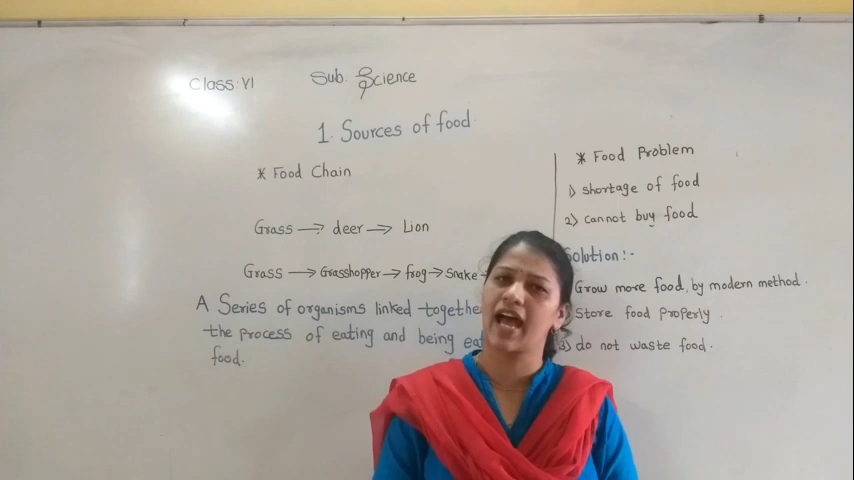 Class: VI
Sub. Science
1. Sources of food
* Food Chain
Grass → deer → Lion
Grass → Grasshopper → frog → Snake
A Series of organisms linked
the process of eating and being
food.
* Food Problem
1) shortage of food
2) cannot buy food
Solution:-
Grow more food, by modern method.
Store food properly.
3) do not waste food.